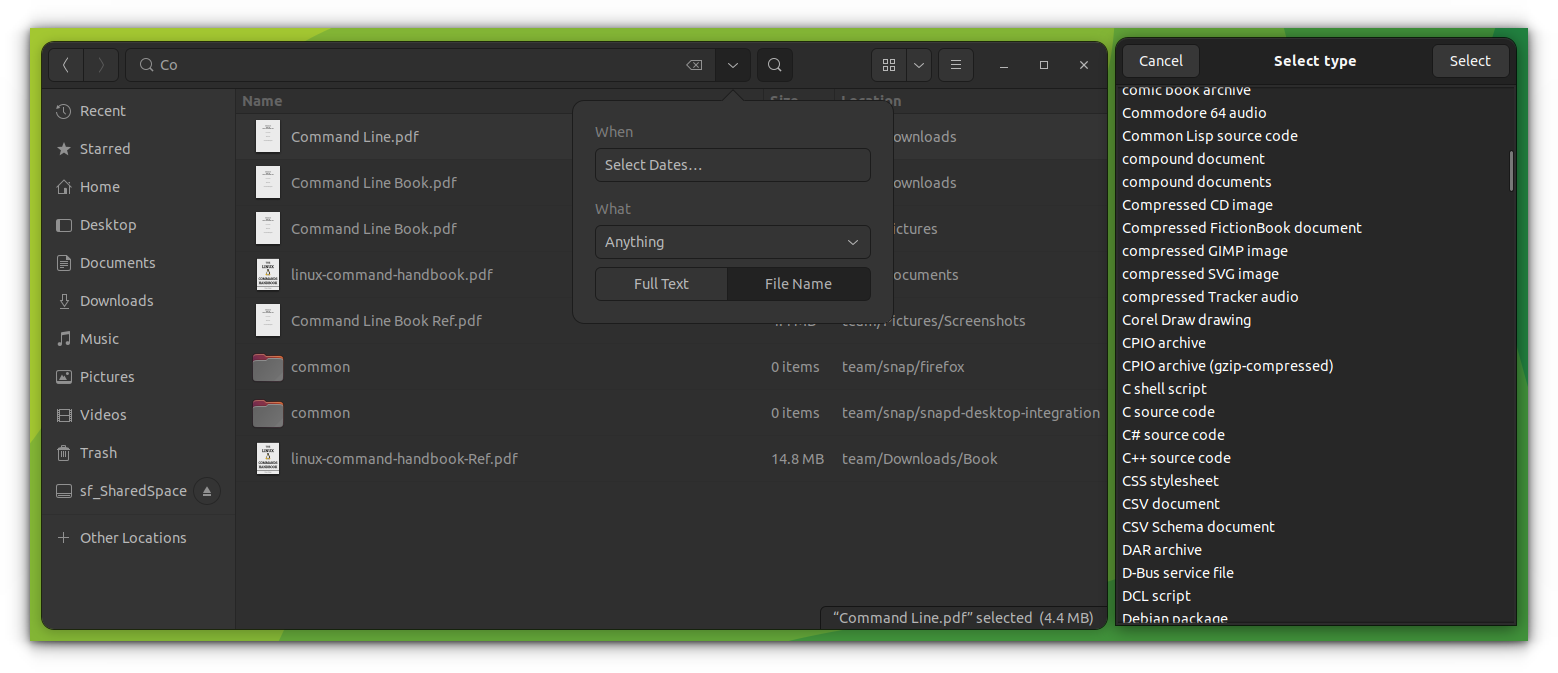 Co
Recent
Starred
Home
Desktop
Documents
Downloads
Music
Pictures
Videos
Trash
sf_SharedSpace
Other Locations
Name Size Location
Command Line.pdf ownloads
Command Line Book.pdf ownloads
Command Line Book.pdf ictures
linux-command-handbook.pdf ocuments
Command Line Book Ref.pdf team/Pictures/Screenshots
common 0 items team/snap/firefox
common 0 items team/snap/snapd-desktop-integration
linux-command-handbook-Ref.pdf 14.8 MB team/Downloads/Book
When
Select Dates…
What
Anything
Full Text File Name
“Command Line.pdf” selected (4.4 MB)
Cancel Select type Select
comic book archive
Commodore 64 audio
Common Lisp source code
compound document
compound documents
Compressed CD image
Compressed FictionBook document
compressed GIMP image
compressed SVG image
compressed Tracker audio
Corel Draw drawing
CPIO archive
CPIO archive (gzip-compressed)
C shell script
C source code
C# source code
C++ source code
CSS stylesheet
CSV document
CSV Schema document
DAR archive
D-Bus service file
DCL script
Debian package